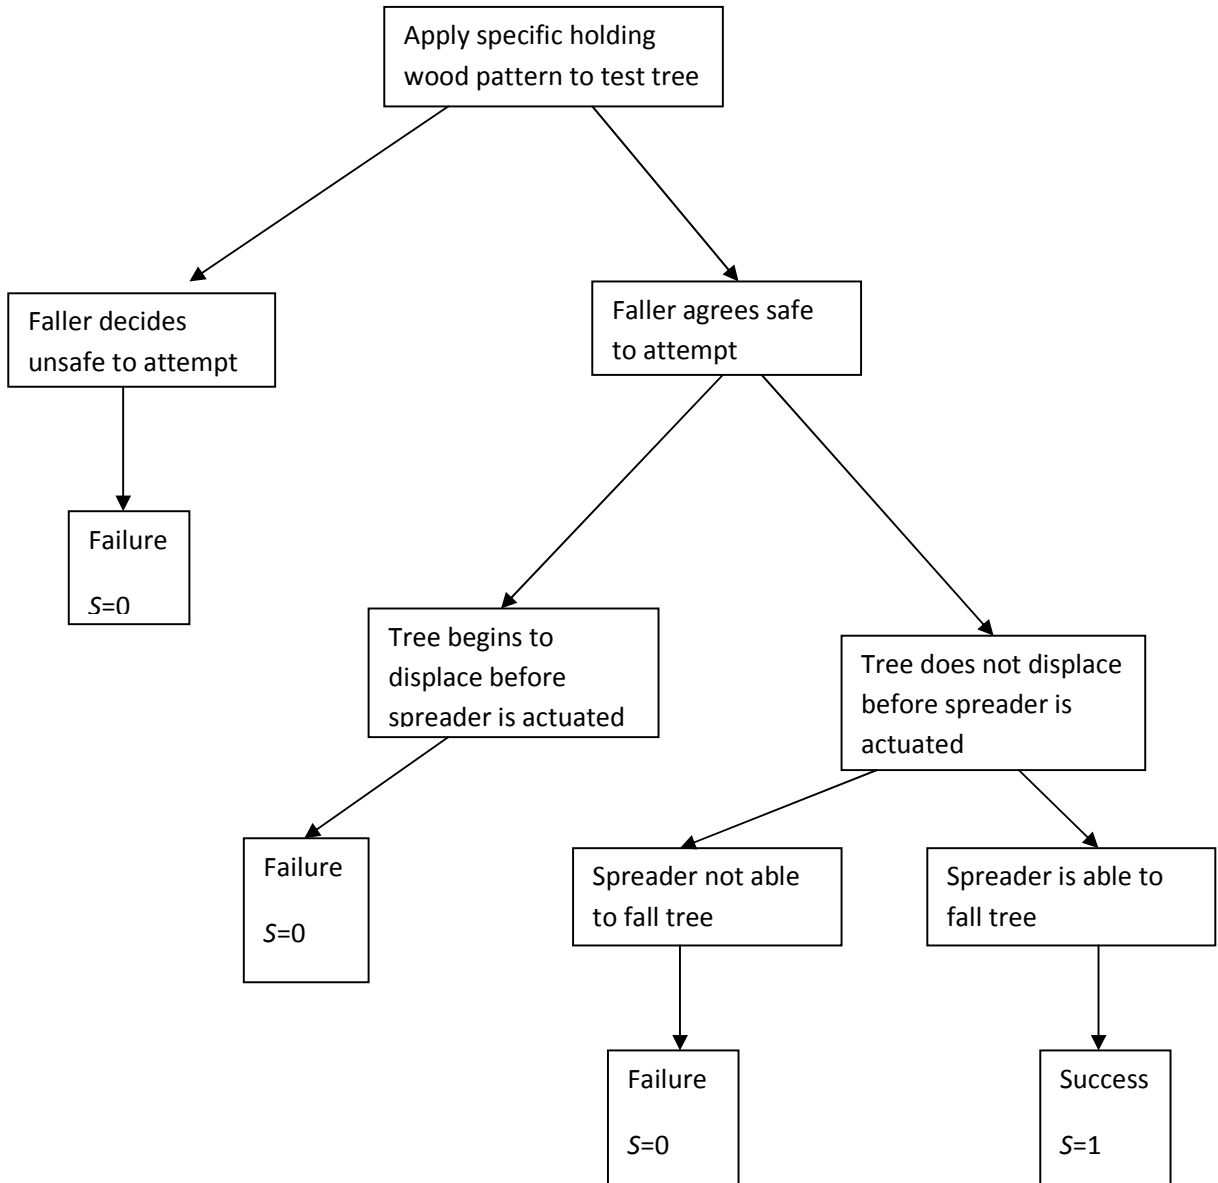 Apply specific holding
wood pattern to test tree
Faller decides
unsafe to attempt
Faller agrees safe
to attempt
Failure
S=0
Tree begins to
displace before
spreader is actuated
Tree does not displace
before spreader is
actuated
Failure
S=0
Spreader not able
to fall tree
Spreader is able to
fall tree
Failure
S=0
Success
S=1